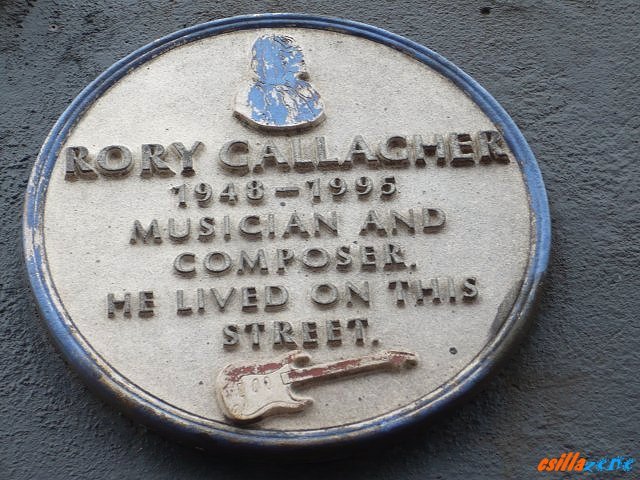 RORY GALLAGHER
1948-1995
MUSICIAN AND
COMPOSER.
HE LIVED ON THIS
STREET.
csillazene